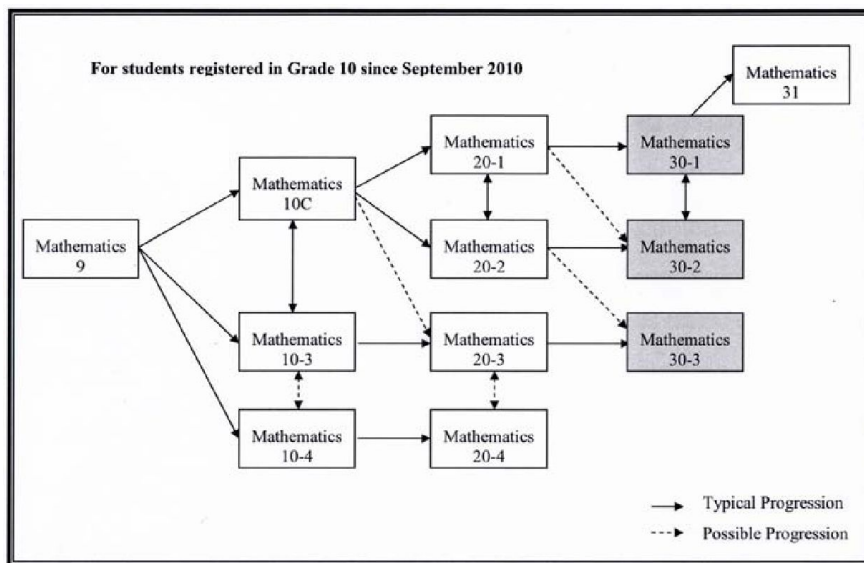 For students registered in Grade 10 since September 2010
Mathematics
31
Mathematics
20-1
Mathematics
30-1
Mathematics
10C
Mathematics
9
Mathematics
20-2
Mathematics
30-2
Mathematics
10-3
Mathematics
20-3
Mathematics
30-3
Mathematics
10-4
Mathematics
20-4
Typical Progression
Possible Progression